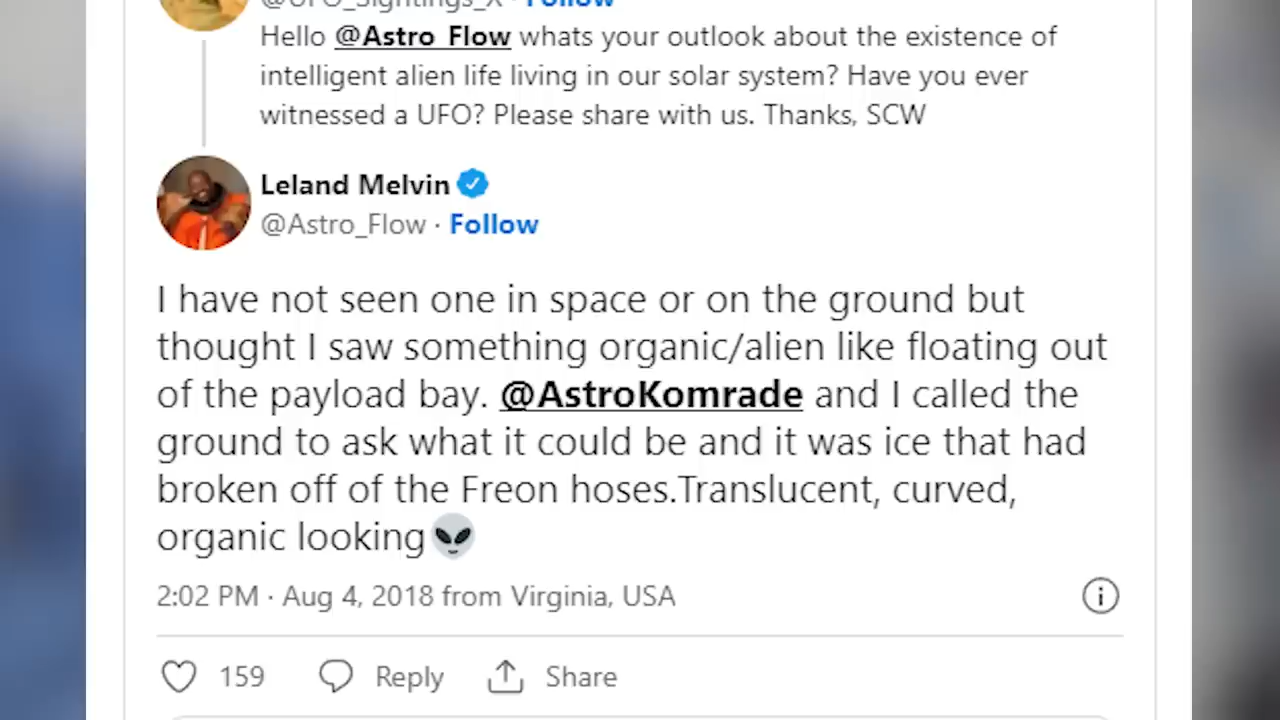 @UFO_Sightings_X · Follow
Hello @Astro_Flow whats your outlook about the existence of
intelligent alien life living in our solar system? Have you ever
witnessed a UFO? Please share with us. Thanks, SCW
Leland Melvin
@Astro_Flow · Follow
I have not seen one in space or on the ground but
thought I saw something organic/alien like floating out
of the payload bay. @AstroKomrade and I called the
ground to ask what it could be and it was ice that had
broken off of the Freon hoses.Translucent, curved,
organic looking👽
2:02 PM · Aug 4, 2018 from Virginia, USA
159 Reply Share